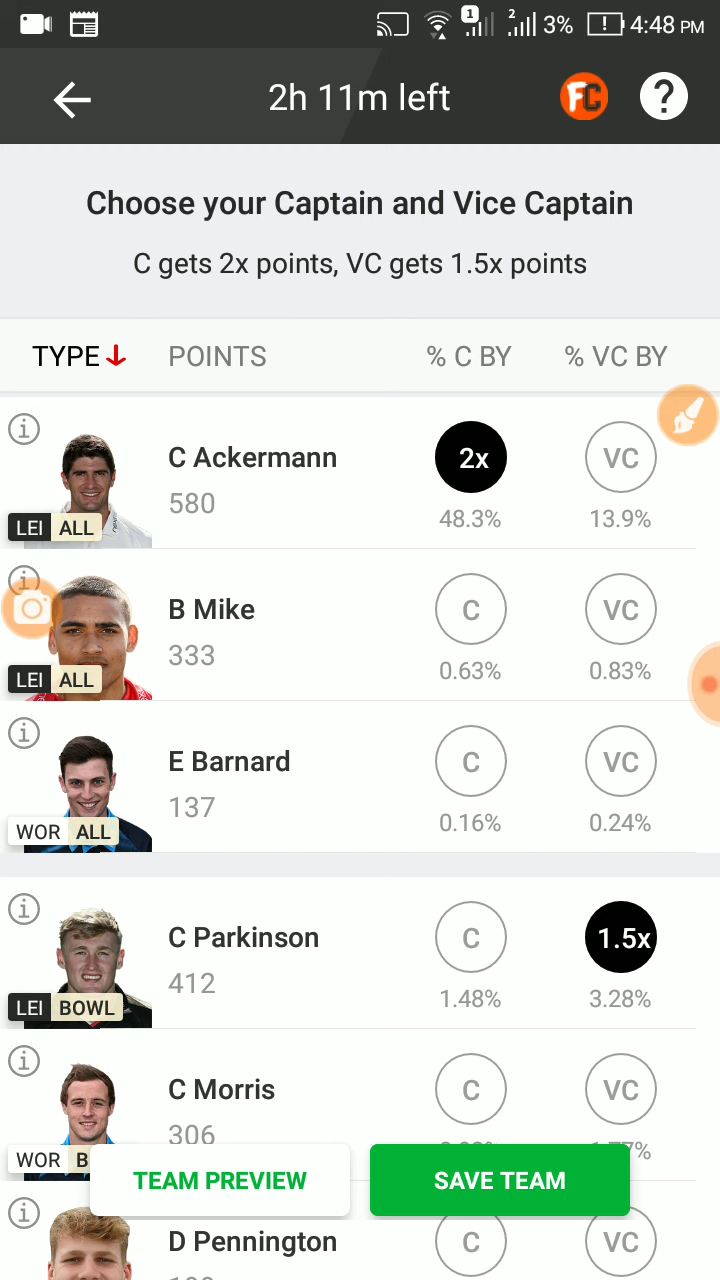 1 2 3% 4:48 PM
2h 11m left FC ?
Choose your Captain and Vice Captain
C gets 2x points, VC gets 1.5x points
TYPE POINTS % C BY % VC BY
C Ackermann 2x VC
580 48.3% 13.9%
LEI ALL
B Mike C VC
333 0.63% 0.83%
LEI ALL
E Barnard C VC
137 0.16% 0.24%
WOR ALL
C Parkinson C 1.5x
412 1.48% 3.28%
LEI BOWL
C Morris C VC
306
WOR
TEAM PREVIEW SAVE TEAM
D Pennington C VC